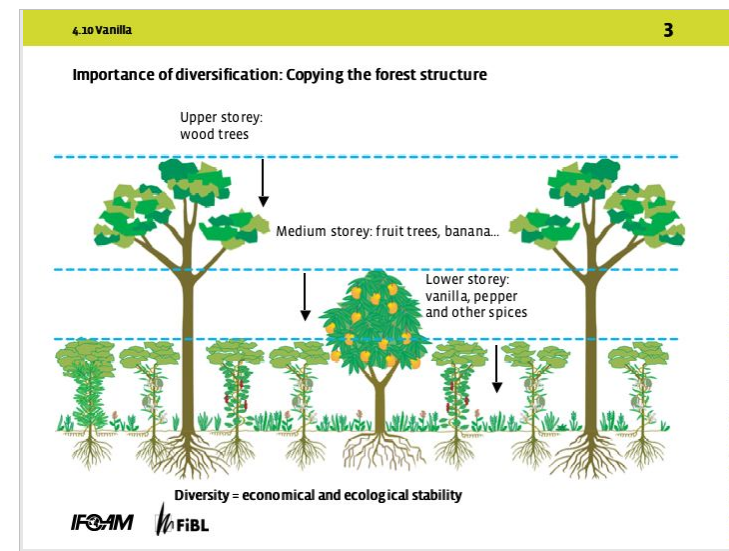 4.10 Vanilla
3
Importance of diversification: Copying the forest structure
Upper storey:
wood trees
Medium storey: fruit trees, banana...
Lower storey:
vanilla, pepper
and other spices
Diversity = economical and ecological stability
IFOAM
FiBL